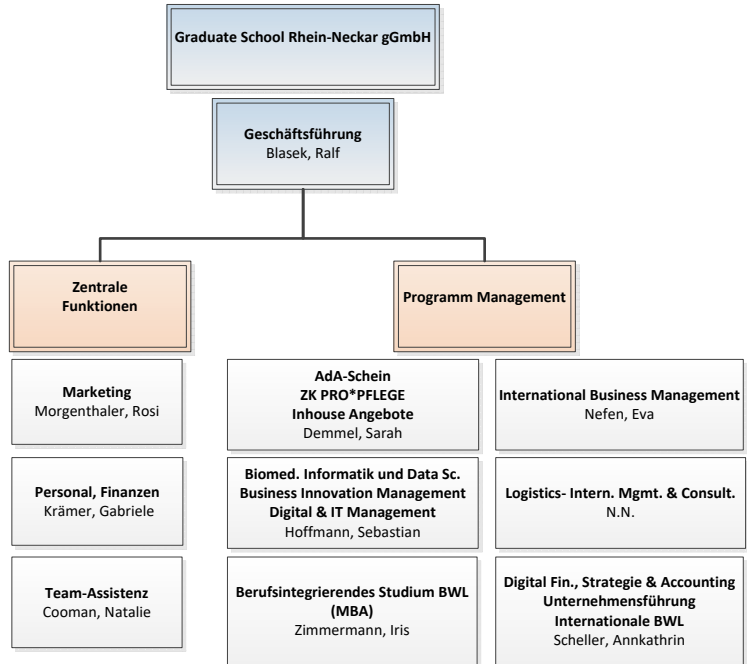 Graduate School Rhein-Neckar gGmbH
Geschäftsführung
Blasek, Ralf
Zentrale
Funktionen
Programm Management
Marketing
Morgenthaler, Rosi
Personal, Finanzen
Krämer, Gabriele
Team-Assistenz
Cooman, Natalie
AdA-Schein
ZK PRO*PFLEGE
Inhouse Angebote
Demmel, Sarah
Biomed. Informatik und Data Sc.
Business Innovation Management
Digital & IT Management
Hoffmann, Sebastian
Berufsintegrierendes Studium BWL
(MBA)
Zimmermann, Iris
International Business Management
Nefen, Eva
Logistics- Intern. Mgmt. & Consult.
N.N.
Digital Fin., Strategie & Accounting
Unternehmensführung
Internationale BWL
Scheller, Annkathrin